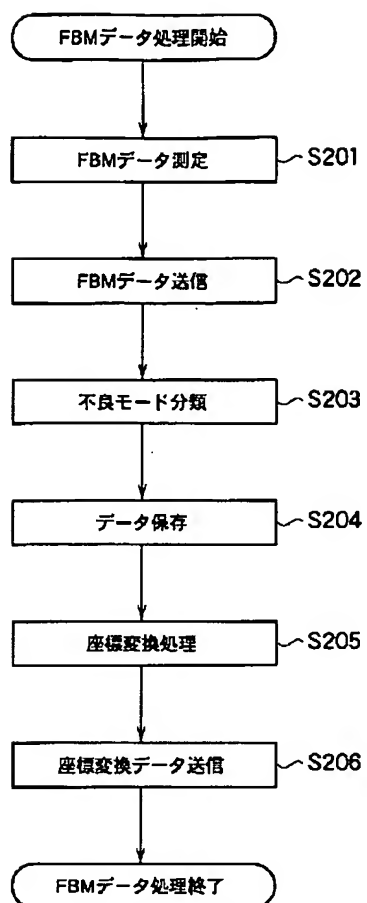 FBMデータ処理開始
FBMデータ測定 S201
FBMデータ送信 S202
不良モード分類 S203
データ保存 S204
座標変換処理 S205
座標変換データ送信 S206
FBMデータ処理終了